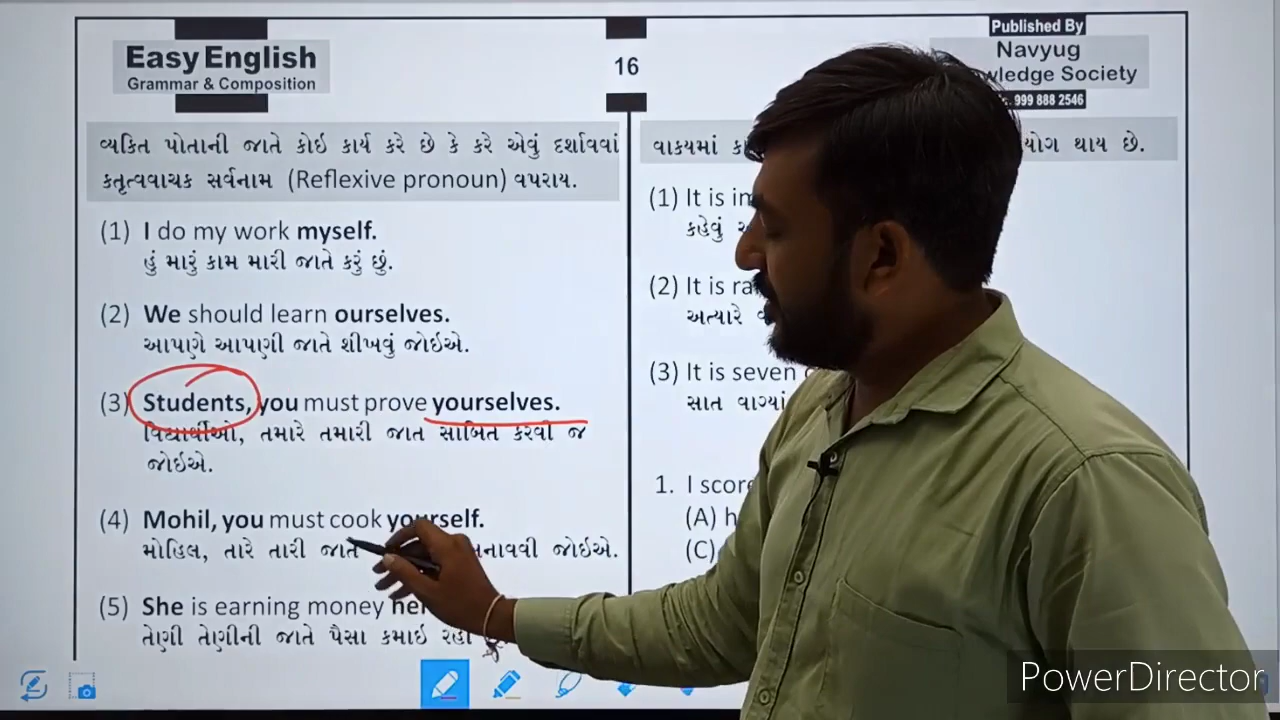 Easy English
Grammar & Composition
16
Published By
Navyug
wledge Society
999 888 2546
વ્યકિત પોતાની જાતે કોઇ કાર્ય કરે છે કે કરે એવું દર્શાવવાં
કતૃત્વવાચક સર્વનામ (Reflexive pronoun) વપરાય.
(1) I do my work myself.
હું મારું કામ મારી જાતે કરું છું.
(2) We should learn ourselves.
આપણે આપણી જાતે શીખવું જોઇએ.
(3) Students, you must prove yourselves.
વિદ્યાર્થીઓ, તમારે તમારી જાત સાબિત કરવી જ
જોઇએ.
(4) Mohil, you must cook yourself.
મોહિલ, તારે તારી જાતે બનાવવી જોઇએ.
(5) She is earning money
તેણી તેણીની જાતે પૈસા કમાઇ રહી
વાકયમાં થાય છે.
(1) It is
કહેવું
(2) It is
અત્યારે
(3) It is seven
સાત વાગ્યાં
1. I
(A)
(C)
PowerDirector